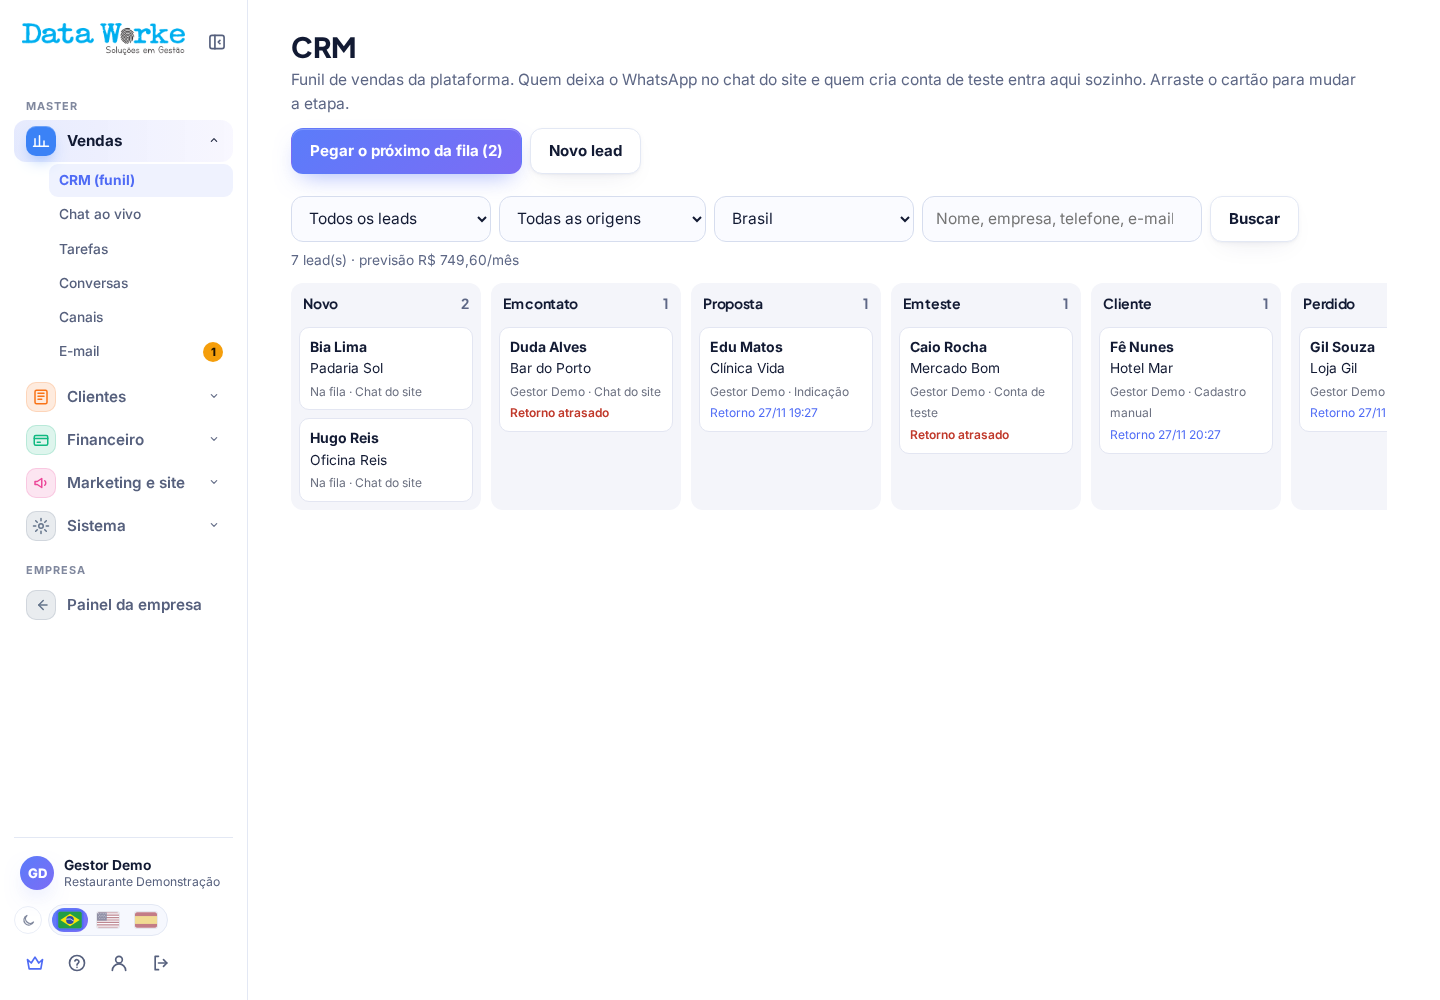 Data Worke
Soluções em Gestão
MASTER
Vendas
CRM (funil)
Chat ao vivo
Tarefas
Conversas
Canais
E-mail 1
Clientes
Financeiro
Marketing e site
Sistema
EMPRESA
Painel da empresa
GD
Gestor Demo
Restaurante Demonstração
CRM
Funil de vendas da plataforma. Quem deixa o WhatsApp no chat do site e quem cria conta de teste entra aqui sozinho. Arraste o cartão para mudar
a etapa.
Pegar o próximo da fila (2)
Novo lead
Todos os leads
Todas as origens
Brasil
Nome, empresa, telefone, e-mail
Buscar
7 lead(s) · previsão R$ 749,60/mês
Novo 2
Bia Lima
Padaria Sol
Na fila · Chat do site
Hugo Reis
Oficina Reis
Na fila · Chat do site
Em contato 1
Duda Alves
Bar do Porto
Gestor Demo · Chat do site
Retorno atrasado
Proposta 1
Edu Matos
Clínica Vida
Gestor Demo · Indicação
Retorno 27/11 19:27
Em teste 1
Caio Rocha
Mercado Bom
Gestor Demo · Conta de
teste
Retorno atrasado
Cliente 1
Fê Nunes
Hotel Mar
Gestor Demo · Cadastro
manual
Retorno 27/11 20:27
Perdido
Gil Souza
Loja Gil
Gestor Demo
Retorno 27/11